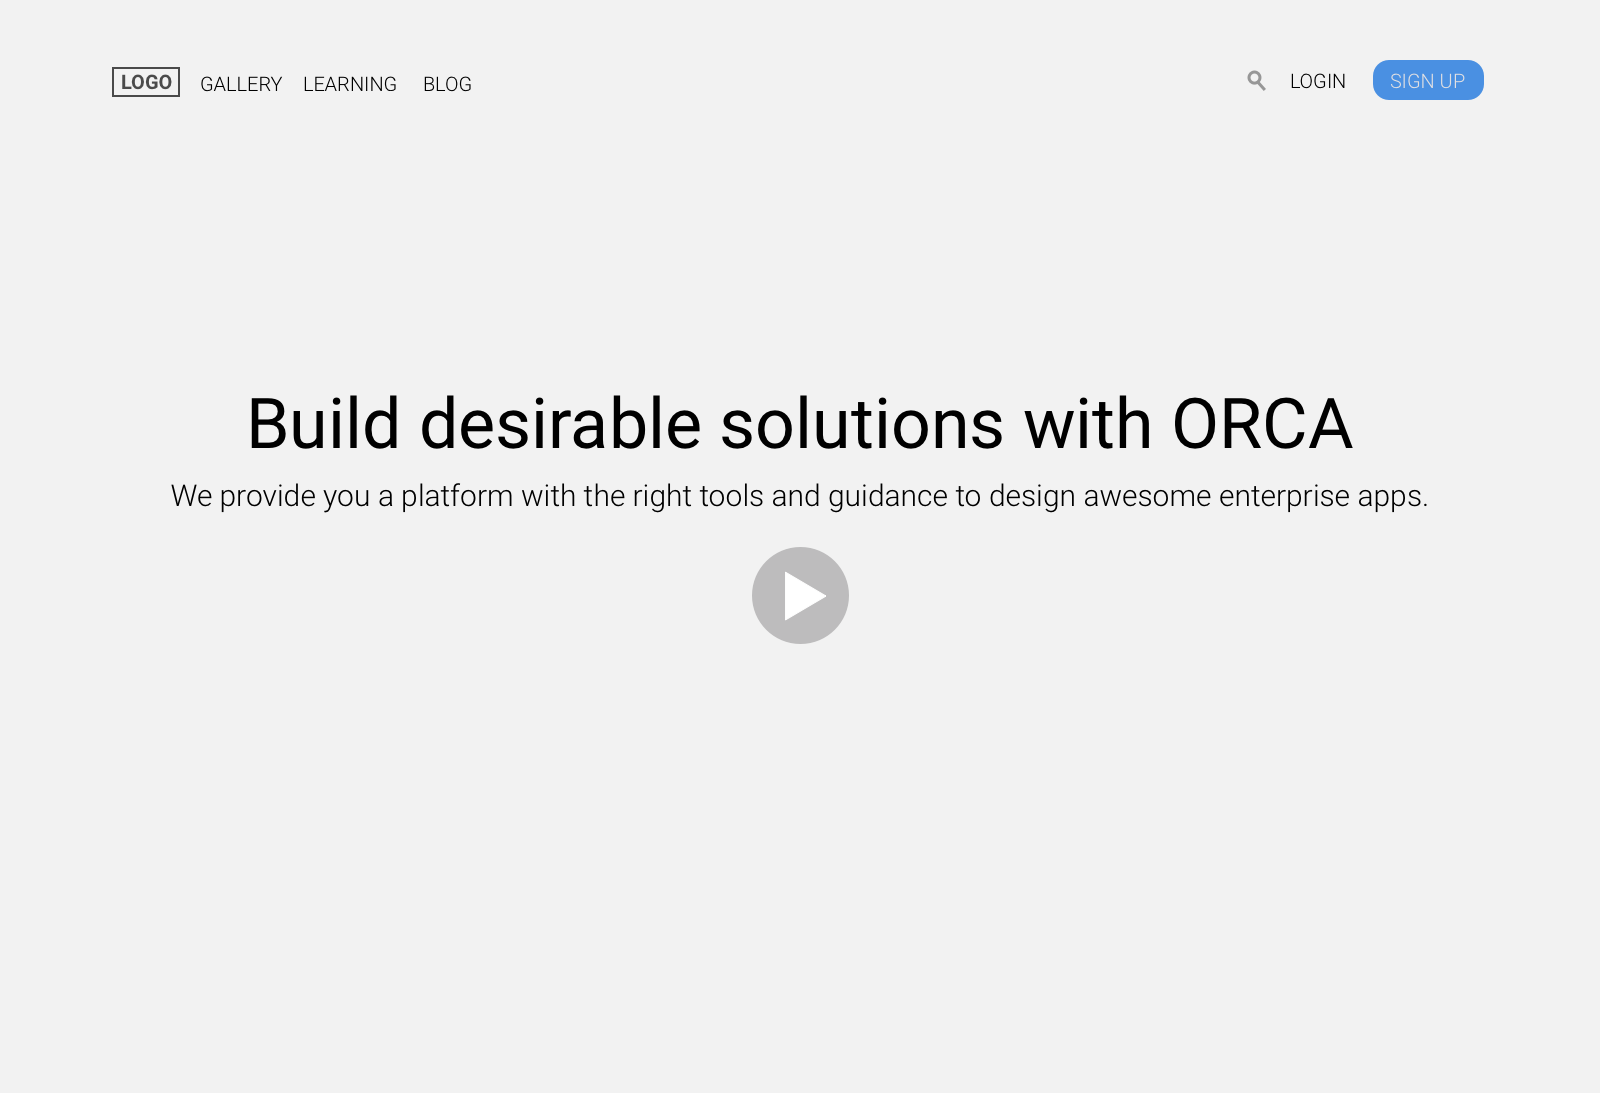 LOGO GALLERY LEARNING BLOG LOGIN SIGN UP
Build desirable solutions with ORCA
We provide you a platform with the right tools and guidance to design awesome enterprise apps.